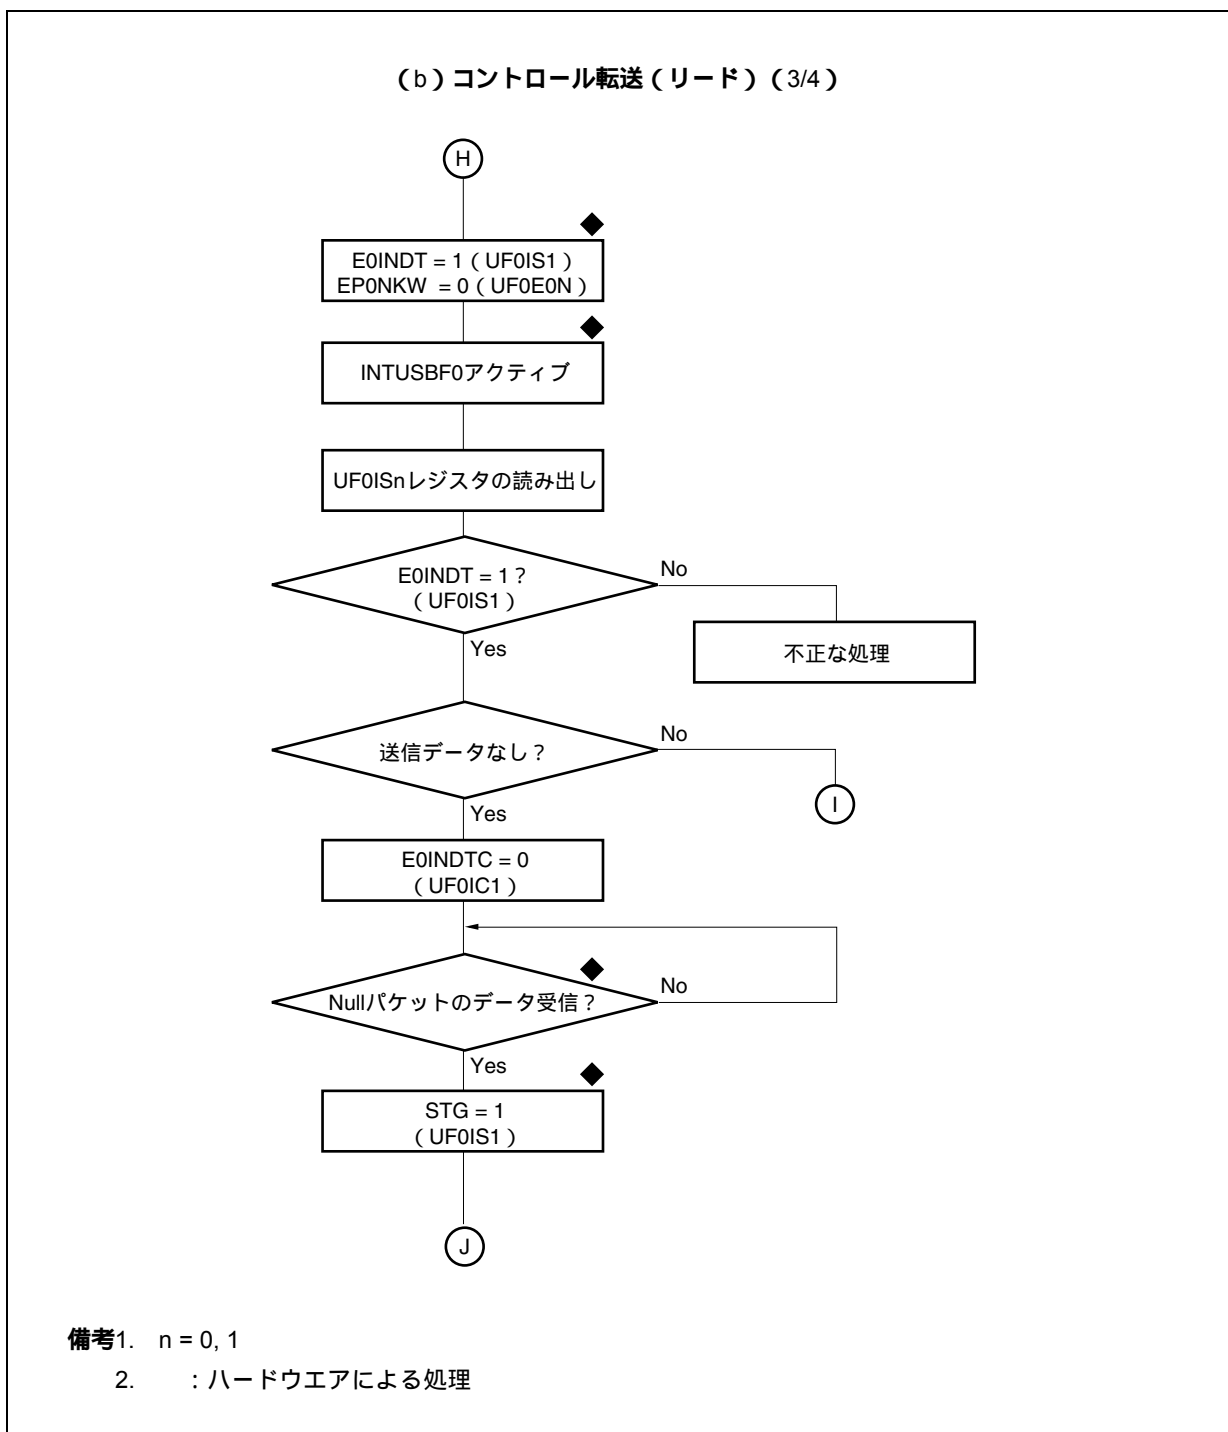 （b）コントロール転送（リード）（3/4）
H
E0INDT = 1（UF0IS1）
EP0NKW = 0（UF0E0N）
INTUSBF0アクティブ
UF0ISnレジスタの読み出し
E0INDT = 1？
（UF0IS1）
No
不正な処理
Yes
送信データなし？
No
I
Yes
E0INDTC = 0
（UF0IC1）
Nullパケットのデータ受信？
No
Yes
STG = 1
（UF0IS1）
J
備考1. n = 0, 1
2. ：ハードウエアによる処理